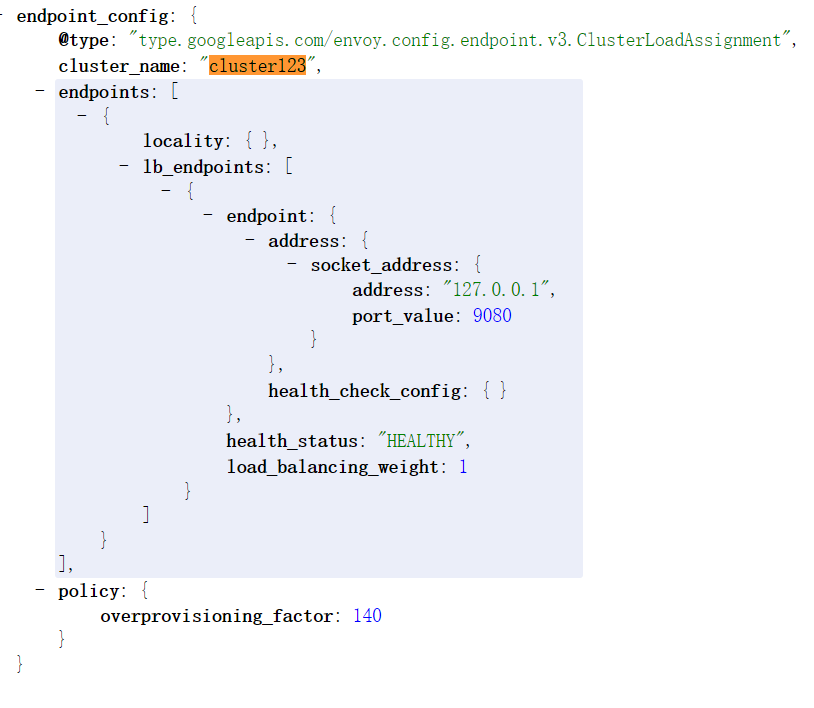 - endpoint_config: {
@type: "type.googleapis.com/envoy.config.endpoint.v3.ClusterLoadAssignment",
cluster_name: "cluster123",
- endpoints: [
- {
locality: { },
- lb_endpoints: [
- {
- endpoint: {
- address: {
- socket_address: {
address: "127.0.0.1",
port_value: 9080
}
},
health_check_config: { }
},
health_status: "HEALTHY",
load_balancing_weight: 1
}
]
}
],
- policy: {
overprovisioning_factor: 140
}
}